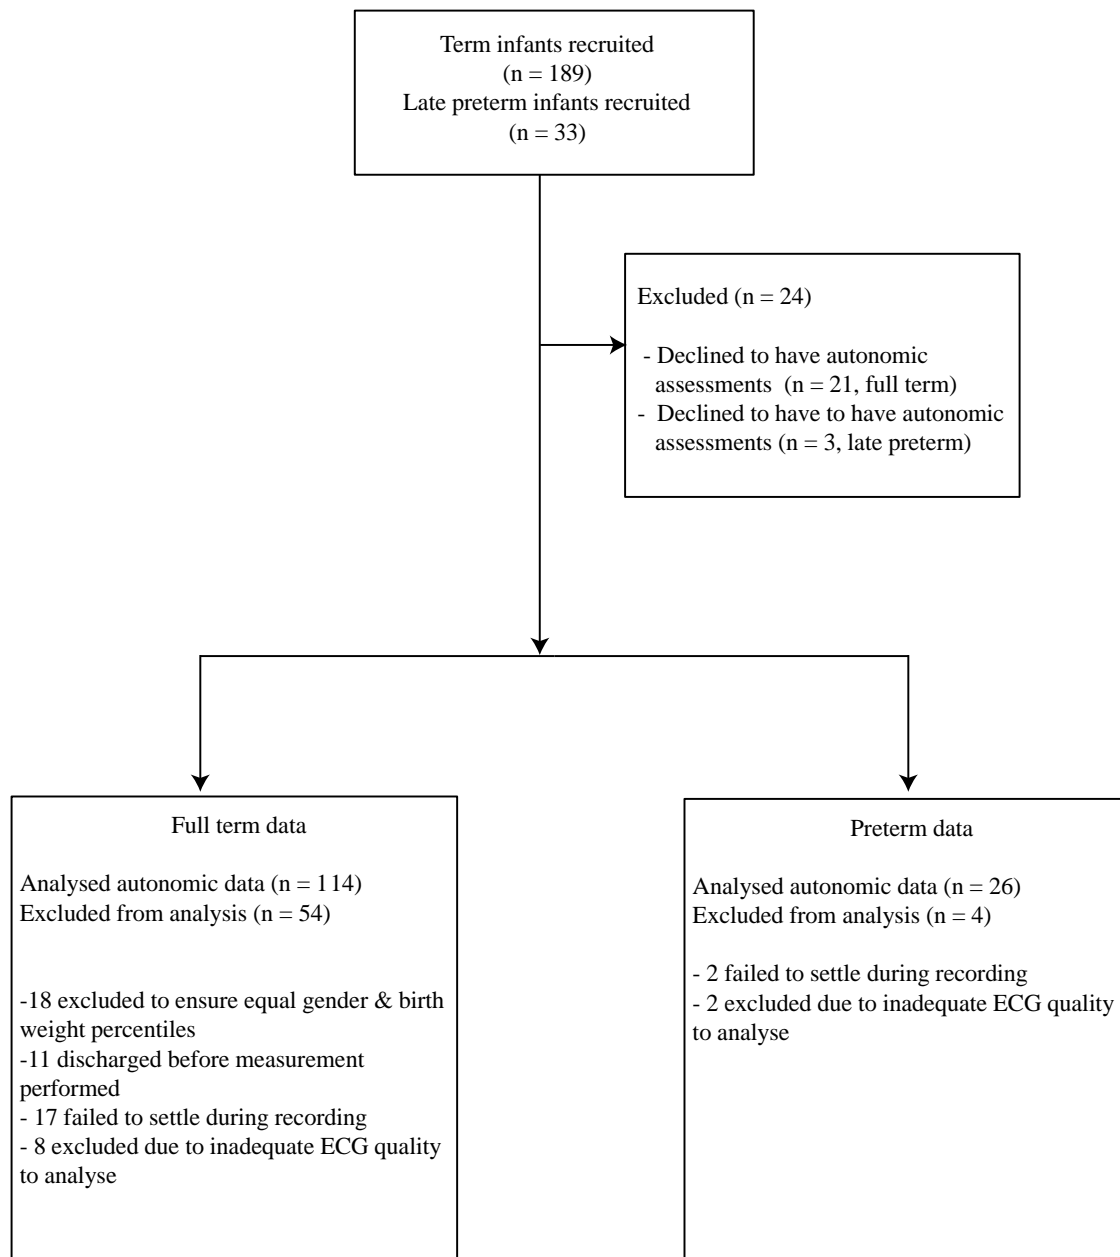 Term infants recruited
(n = 189)
Late preterm infants recruited
(n = 33)
Excluded (n = 24)
- Declined to have autonomic
assessments (n = 21, full term)
- Declined to have to have autonomic
assessments (n = 3, late preterm)
Full term data
Analysed autonomic data (n = 114)
Excluded from analysis (n = 54)
-18 excluded to ensure equal gender & birth
weight percentiles
-11 discharged before measurement
performed
- 17 failed to settle during recording
- 8 excluded due to inadequate ECG quality
to analyse
Preterm data
Analysed autonomic data (n = 26)
Excluded from analysis (n = 4)
- 2 failed to settle during recording
- 2 excluded due to inadequate ECG quality
to analyse